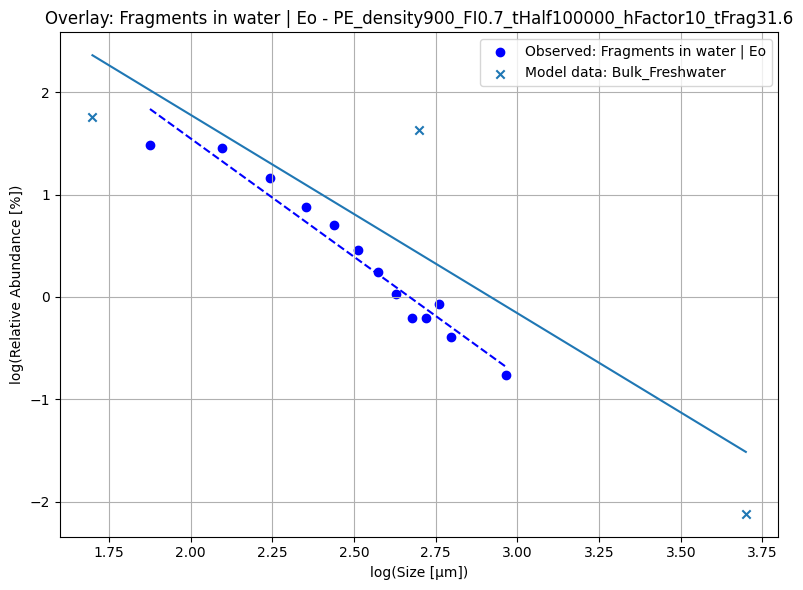 Overlay: Fragments in water | Eo - PE_density900_FI0.7_tHalf100000_hFactor10_tFrag31.6
Observed: Fragments in water | Eo
Model data: Bulk_Freshwater
log(Relative Abundance [%])
2
1
0
−1
−2
1.75 2.00 2.25 2.50 2.75 3.00 3.25 3.50 3.75
log(Size [μm])